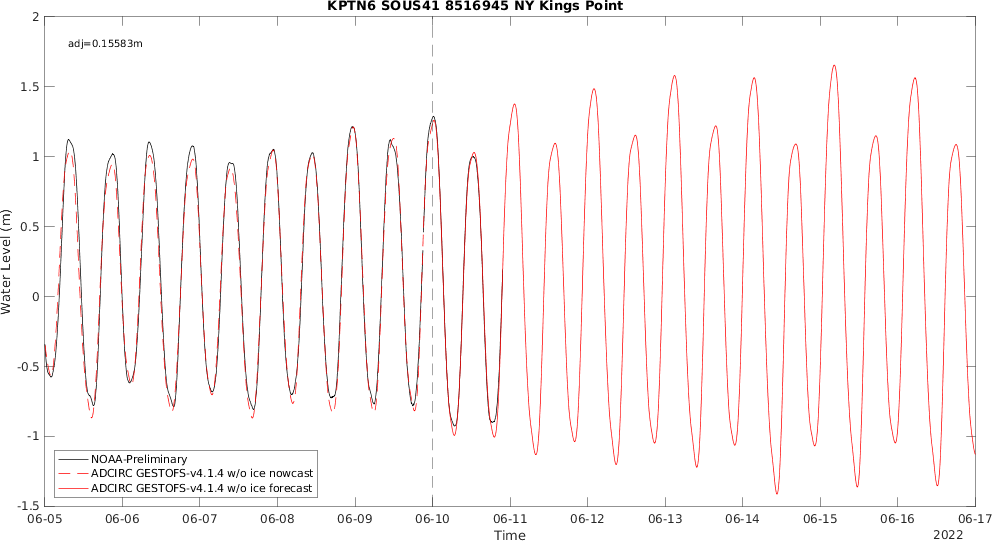 KPTN6 SOUS41 8516945 NY Kings Point
adj=0.15583m
Water Level (m)
2
1.5
1
0.5
0
-0.5
-1
-1.5
NOAA-Preliminary
ADCIRC GESTOFS-v4.1.4 w/o ice nowcast
ADCIRC GESTOFS-v4.1.4 w/o ice forecast
06-05 06-06 06-07 06-08 06-09 06-10 06-11 06-12 06-13 06-14 06-15 06-16 06-17
Time
2022